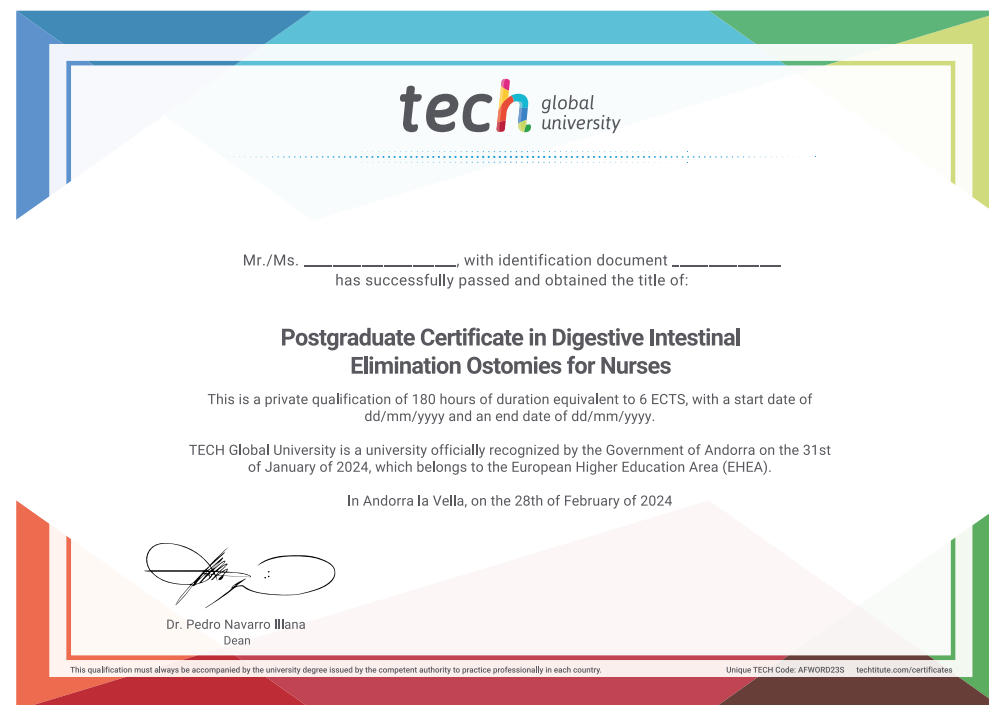 tech global
university
Mr./Ms. ________________, with identification document ____________
has successfully passed and obtained the title of:
Postgraduate Certificate in Digestive Intestinal
Elimination Ostomies for Nurses
This is a private qualification of 180 hours of duration equivalent to 6 ECTS, with a start date of
dd/mm/yyyy and an end date of dd/mm/yyyy.
TECH Global University is a university officially recognized by the Government of Andorra on the 31st
of January of 2024, which belongs to the European Higher Education Area (EHEA).
In Andorra la Vella, on the 28th of February of 2024
Dr. Pedro Navarro Illana
Dean
This qualification must always be accompanied by the university degree issued by the competent authority to practice professionally in each country. Unique TECH Code: AFWORD23S techtitute.com/certificates